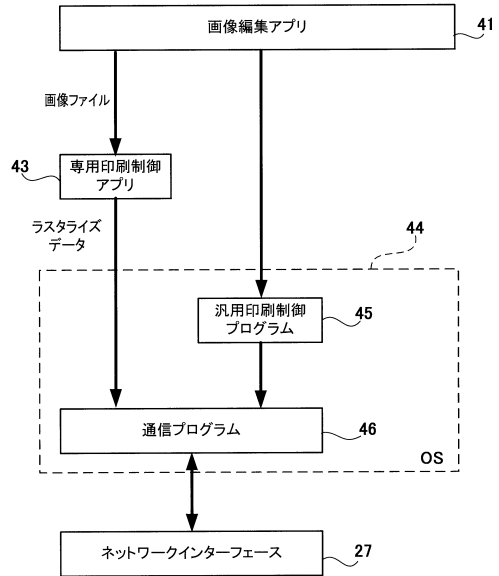 画像編集アプリ
41
画像ファイル
43
専用印刷制御
アプリ
ラスタライズ
データ
44
汎用印刷制御
プログラム
45
通信プログラム
46
OS
ネットワークインターフェース
27